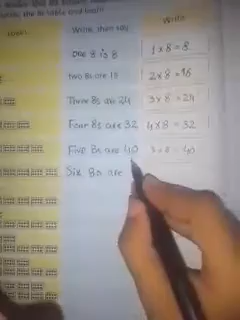 Write, then say
Write
one 8 is 8
1 x 8 = 8
two 8s are 16
2 x 8 = 16
Three 8s are 24
3 x 8 = 24
Four 8s are 32
4 x 8 = 32
Five 8s are 40
5 x 8 = 40
Six 8s are